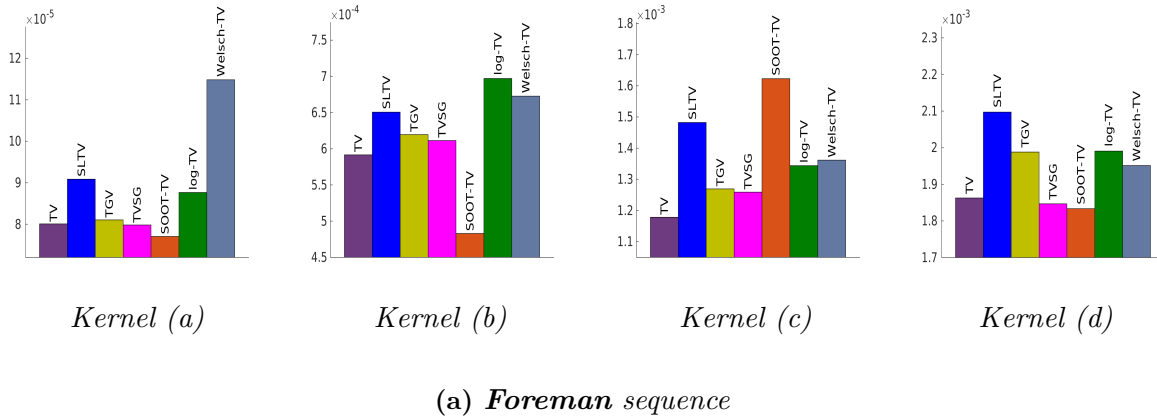 ×10⁻⁵
12
11
10
9
8
TV
SLTV
TGV
TVSG
SOOT-TV
log-TV
Welsch-TV
Kernel (a)
×10⁻⁴
7.5
7
6.5
6
5.5
5
4.5
TV
SLTV
TGV
TVSG
SOOT-TV
log-TV
Welsch-TV
Kernel (b)
×10⁻³
1.8
1.7
1.6
1.5
1.4
1.3
1.2
1.1
TV
SLTV
TGV
TVSG
SOOT-TV
log-TV
Welsch-TV
Kernel (c)
×10⁻³
2.3
2.2
2.1
2
1.9
1.8
1.7
TV
SLTV
TGV
TVSG
SOOT-TV
log-TV
Welsch-TV
Kernel (d)
(a) Foreman sequence